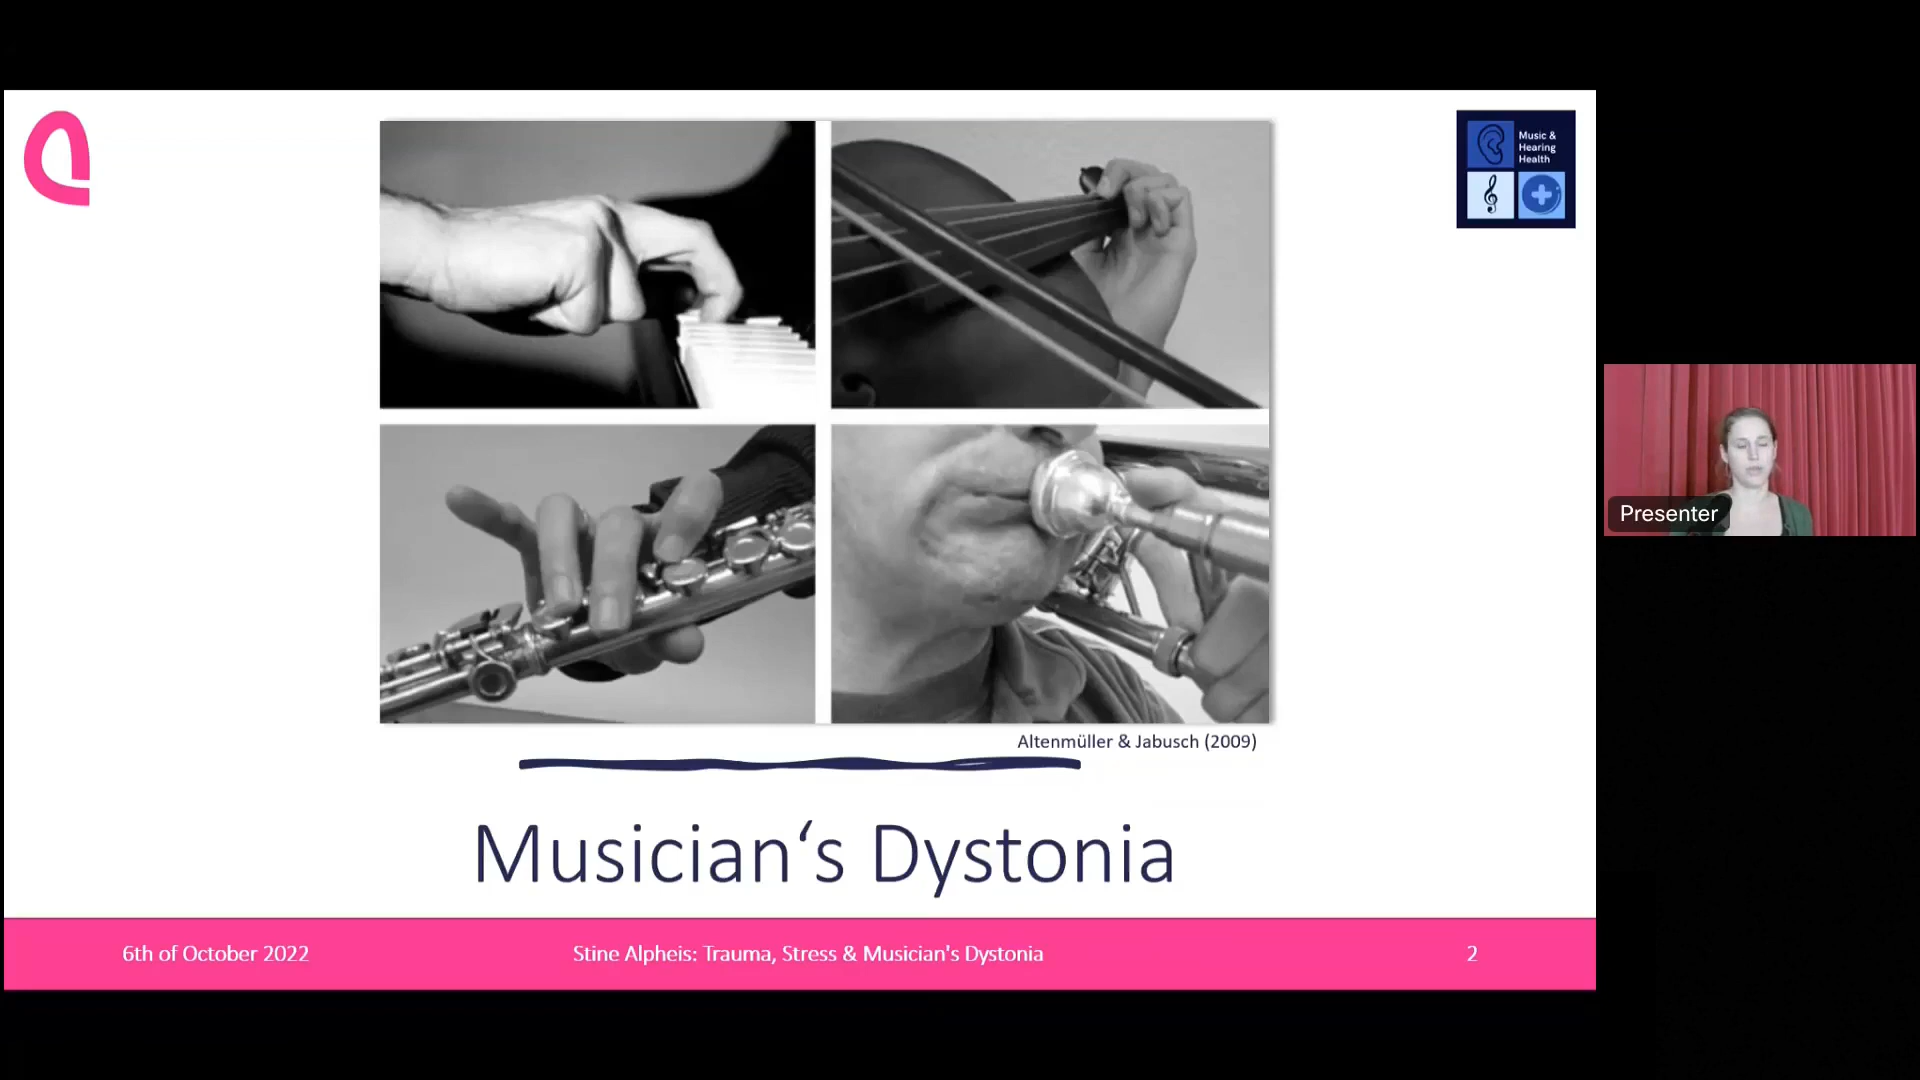 Music &
Hearing
Health
Altenmüller & Jabusch (2009)
Musician‘s Dystonia
6th of October 2022
Stine Alpheis: Trauma, Stress & Musician's Dystonia
2
Presenter